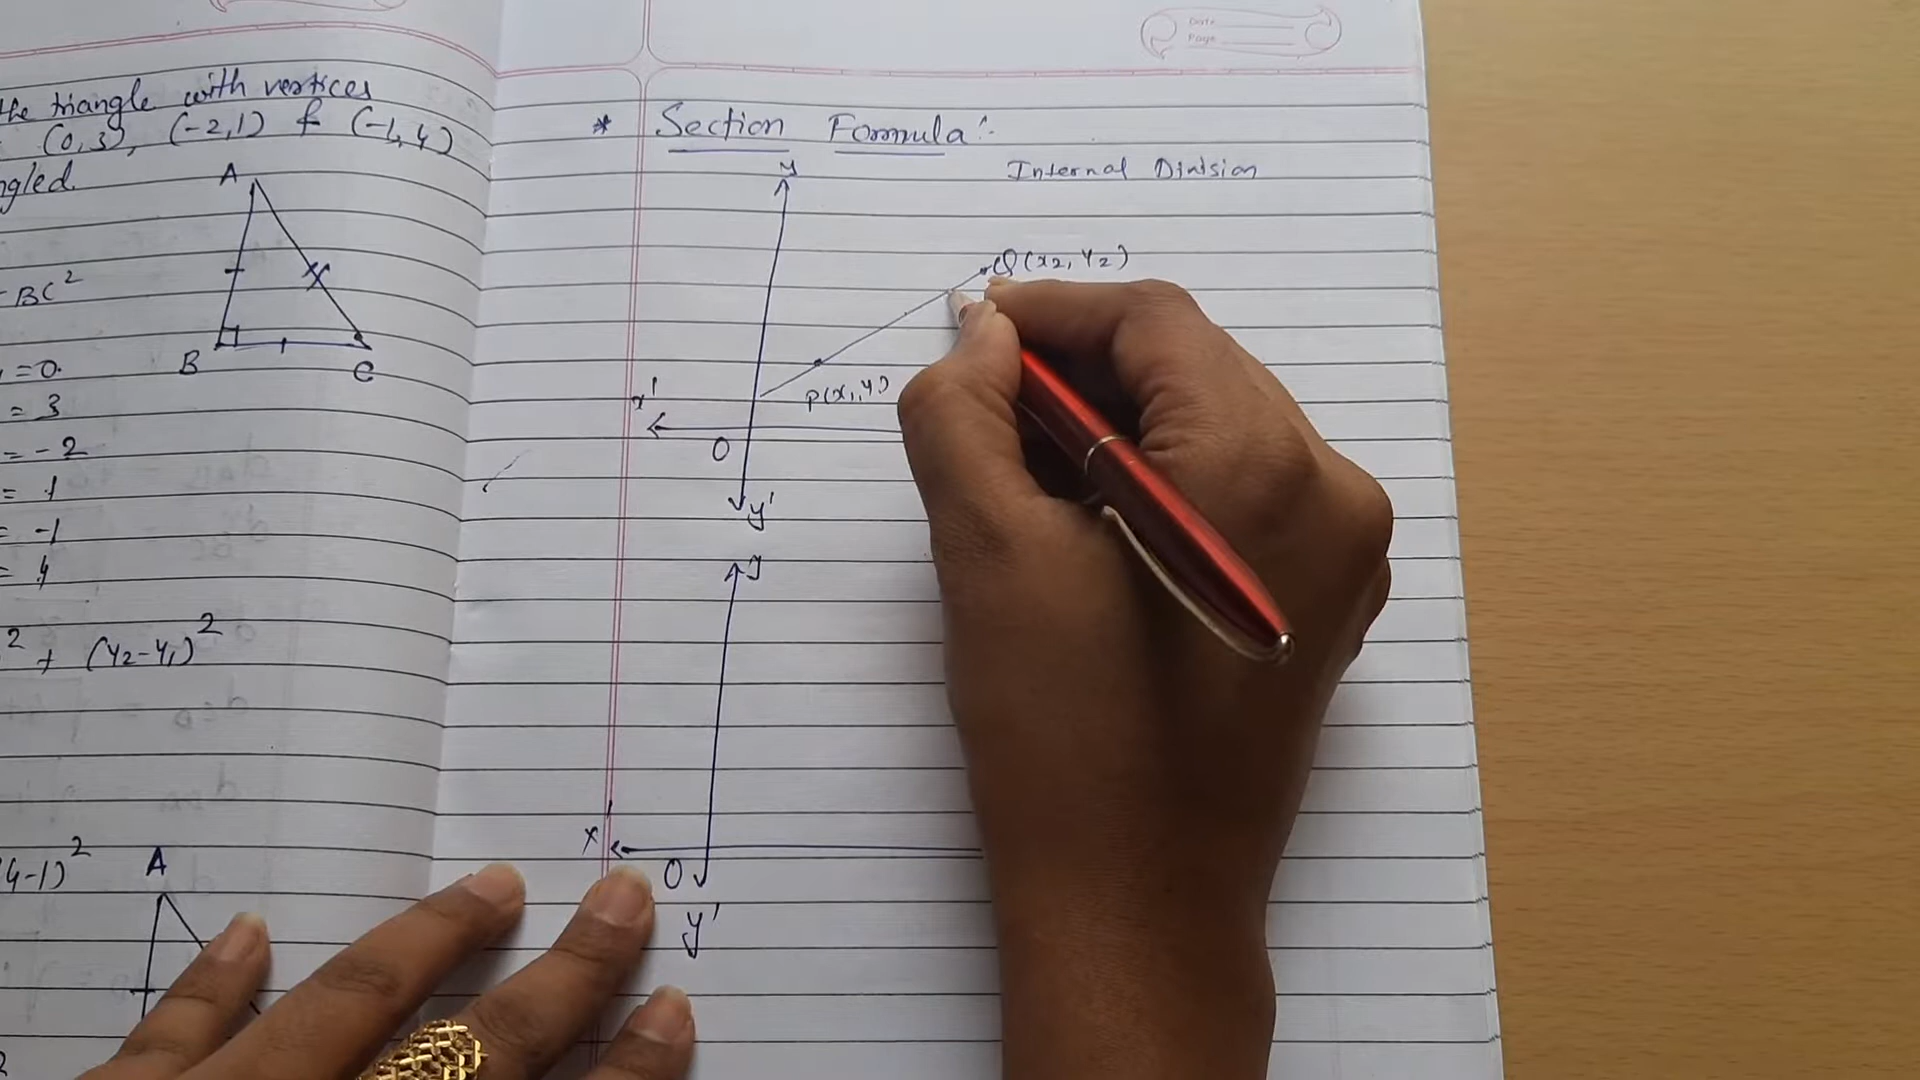 the triangle with vertices
(0,3), (-2,1) & (-1,4)
ngled.
A
BC²
B
C
=0.
= 3
= -2
= 1
= -1
= 4
² + (y2-y1)²
(4-1)²
A
2
Date
Page
* Section Formula:-
Internal Division
y
Q(x2, y2)
P(x1, y1)
x'
O
y'
y
x'
O
y'